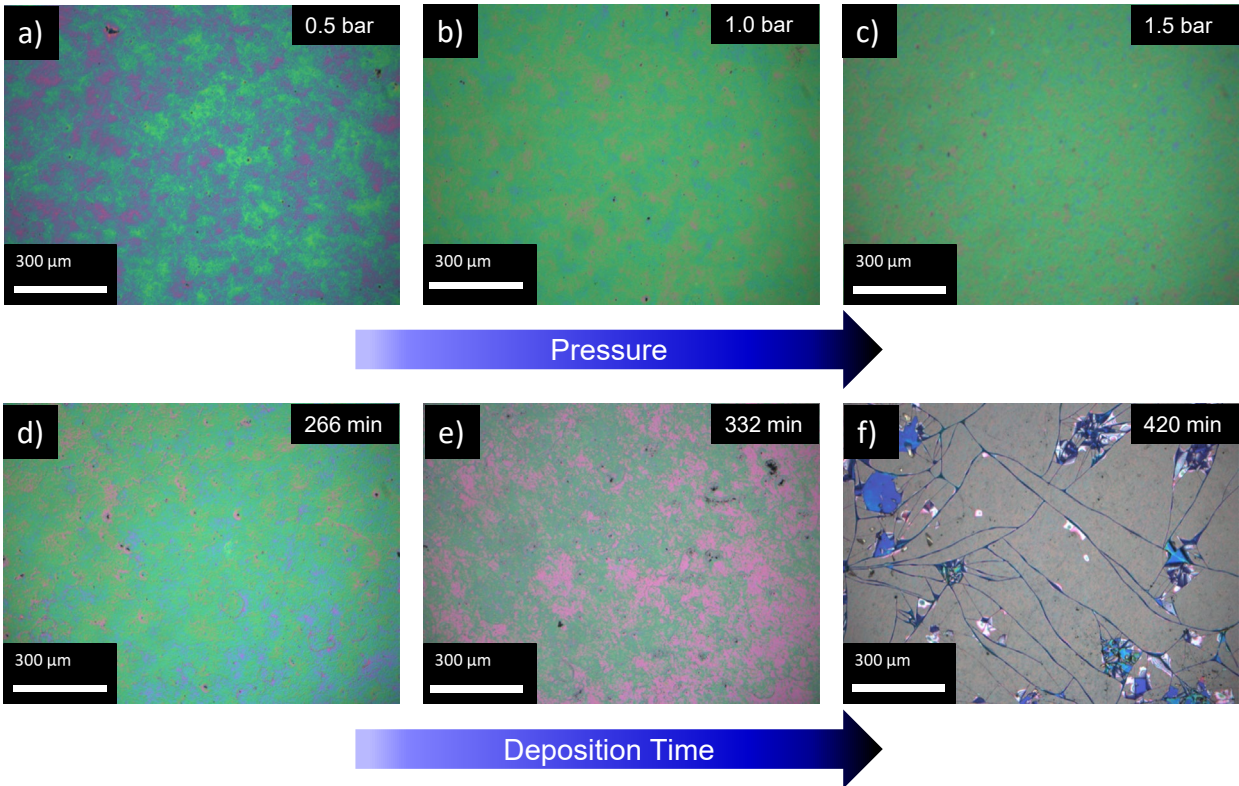 a)
0.5 bar
300 µm
b)
1.0 bar
300 µm
c)
1.5 bar
300 µm
Pressure
d)
266 min
300 µm
e)
332 min
300 µm
f)
420 min
300 µm
Deposition Time